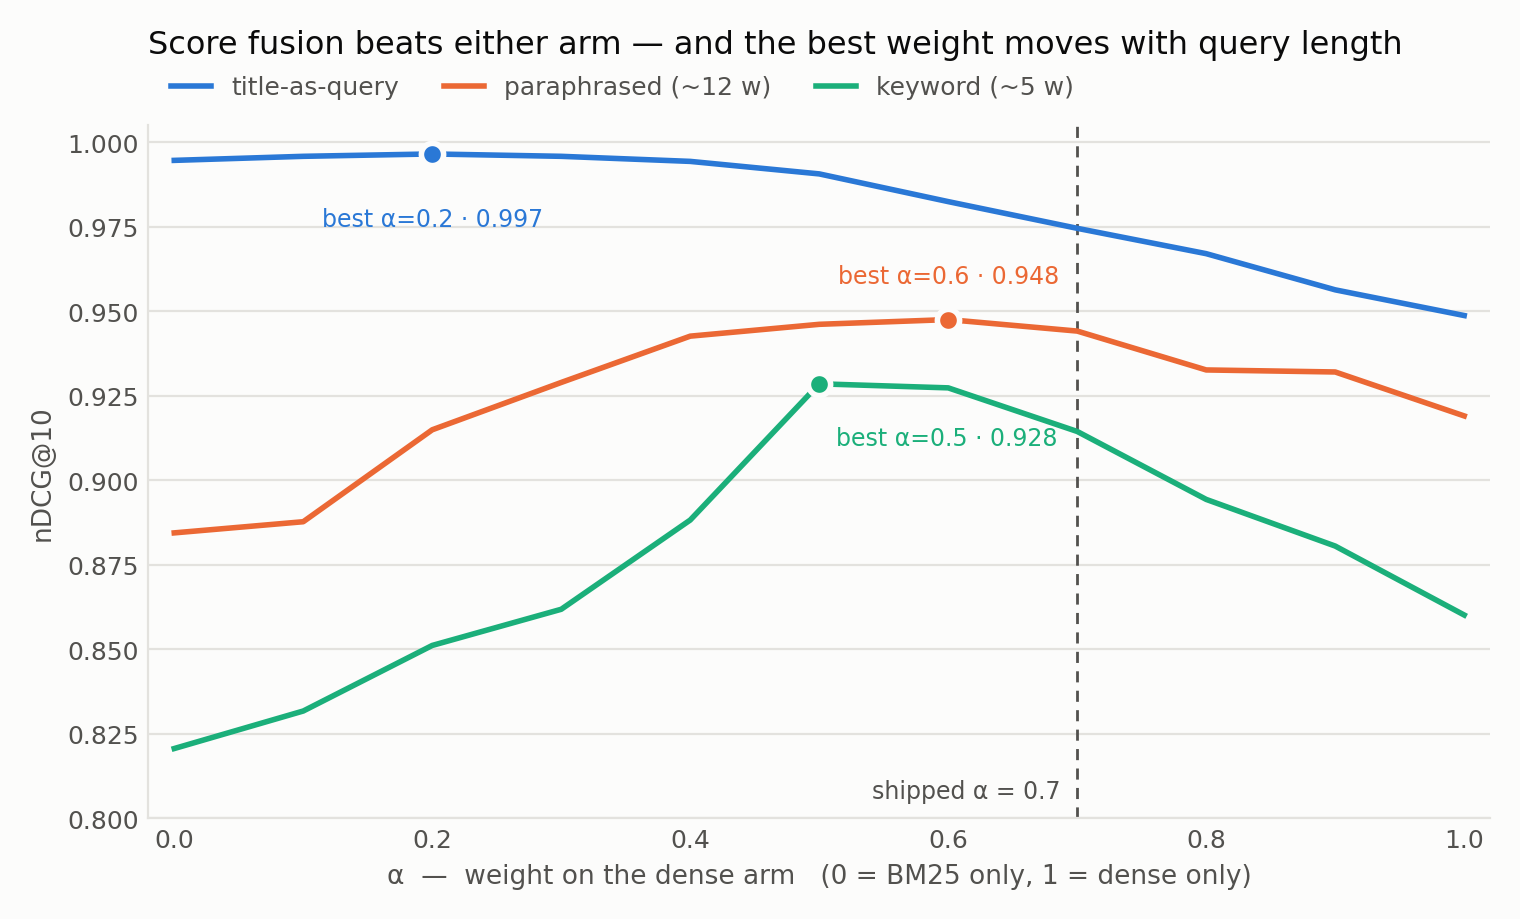 Score fusion beats either arm — and the best weight moves with query length
title-as-query
paraphrased (~12 w)
keyword (~5 w)
nDCG@10
1.000
0.975
0.950
0.925
0.900
0.875
0.850
0.825
0.800
best α=0.2 · 0.997
best α=0.6 · 0.948
best α=0.5 · 0.928
shipped α = 0.7
0.0
0.2
0.4
0.6
0.8
1.0
α — weight on the dense arm (0 = BM25 only, 1 = dense only)